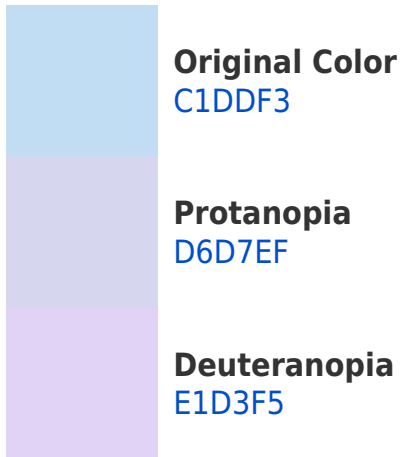 Original Color
C1DDF3
Protanopia
D6D7EF
Deuteranopia
E1D3F5